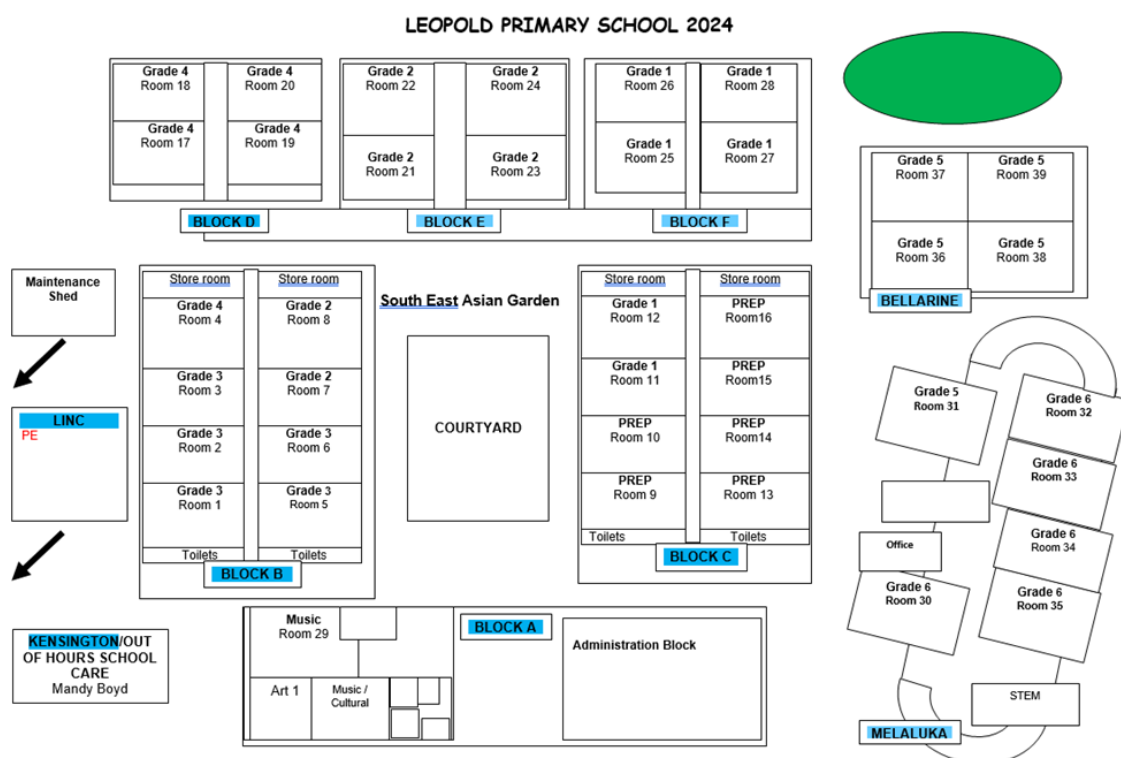 LEOPOLD PRIMARY SCHOOL 2024
Grade 4
Room 18
Grade 4
Room 20
Grade 4
Room 17
Grade 4
Room 19
BLOCK D
Grade 2
Room 22
Grade 2
Room 24
Grade 2
Room 21
Grade 2
Room 23
BLOCK E
Grade 1
Room 26
Grade 1
Room 28
Grade 1
Room 25
Grade 1
Room 27
BLOCK F
Grade 5
Room 37
Grade 5
Room 39
Grade 5
Room 36
Grade 5
Room 38
BELLARINE
Maintenance
Shed
LINC
PE
KENSINGTON/OUT
OF HOURS SCHOOL
CARE
Mandy Boyd
Store room
Store room
Grade 4
Room 4
Grade 2
Room 8
Grade 3
Room 3
Grade 2
Room 7
Grade 3
Room 2
Grade 3
Room 6
Grade 3
Room 1
Grade 3
Room 5
Toilets
Toilets
BLOCK B
South East Asian Garden
COURTYARD
Store room
Store room
Grade 1
Room 12
PREP
Room16
Grade 1
Room 11
PREP
Room15
PREP
Room 10
PREP
Room14
PREP
Room 9
PREP
Room 13
Toilets
Toilets
BLOCK C
Music
Room 29
Art 1
Music /
Cultural
BLOCK A
Administration Block
Grade 5
Room 31
Grade 6
Room 32
Grade 6
Room 33
Grade 6
Room 34
Grade 6
Room 35
Office
Grade 6
Room 30
STEM
MELALUKA